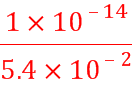 1 × 10⁻¹⁴
5.4 × 10⁻²